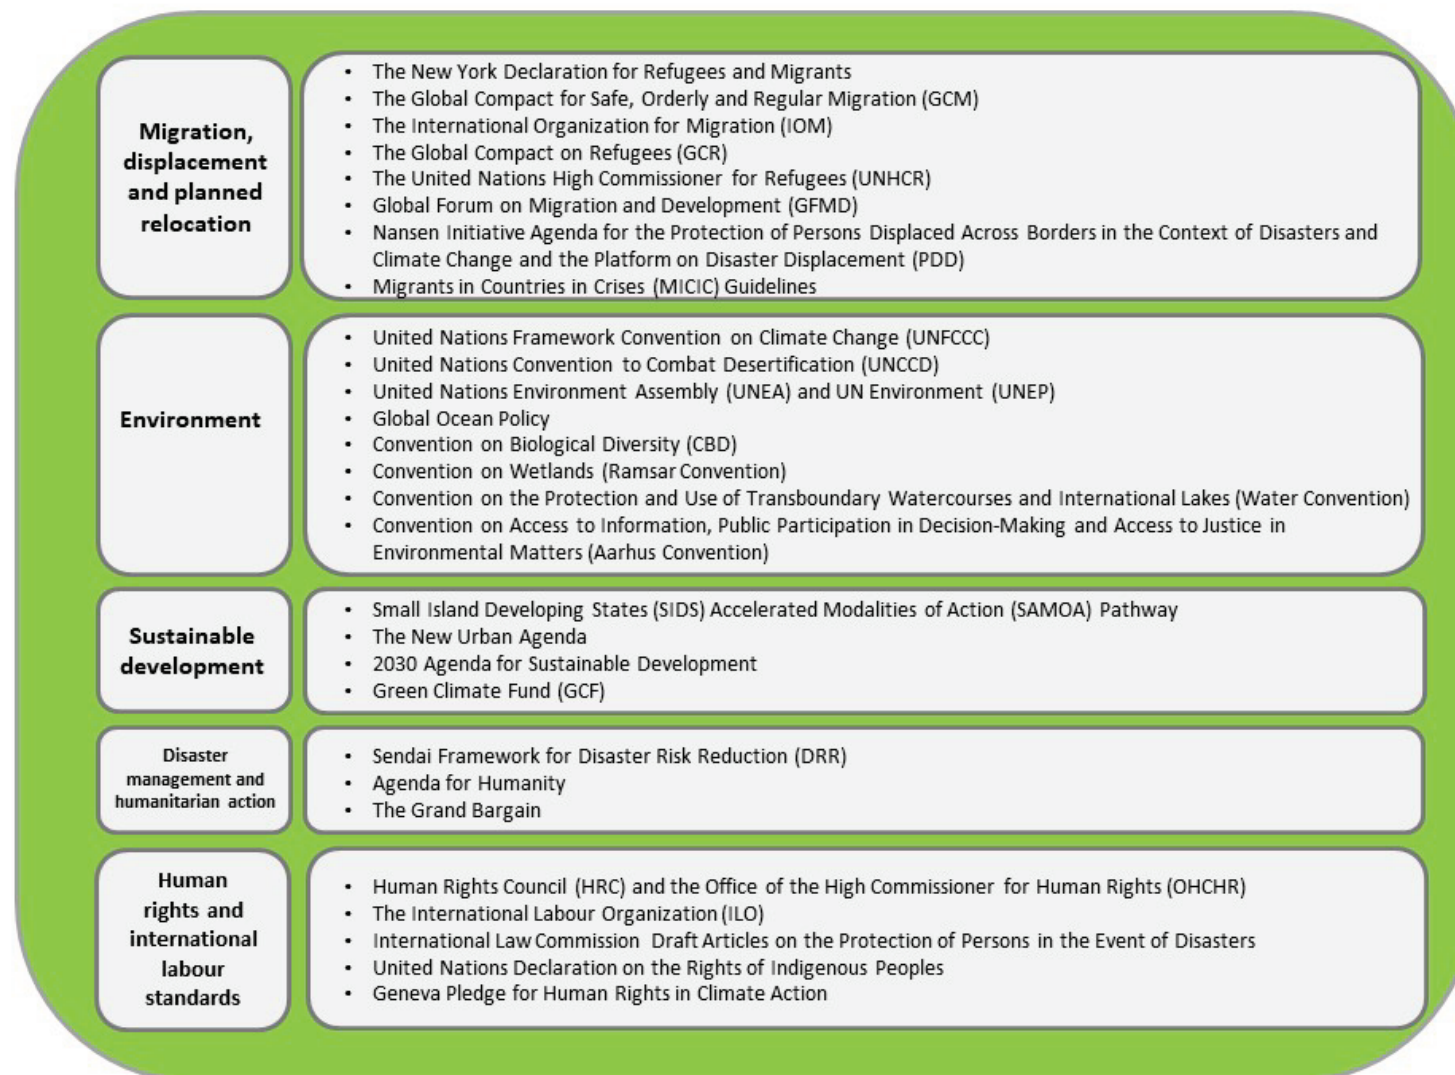 Migration,
displacement
and planned
relocation
• The New York Declaration for Refugees and Migrants
• The Global Compact for Safe, Orderly and Regular Migration (GCM)
• The International Organization for Migration (IOM)
• The Global Compact on Refugees (GCR)
• The United Nations High Commissioner for Refugees (UNHCR)
• Global Forum on Migration and Development (GFMD)
• Nansen Initiative Agenda for the Protection of Persons Displaced Across Borders in the Context of Disasters and
Climate Change and the Platform on Disaster Displacement (PDD)
• Migrants in Countries in Crises (MICIC) Guidelines
Environment
• United Nations Framework Convention on Climate Change (UNFCCC)
• United Nations Convention to Combat Desertification (UNCCD)
• United Nations Environment Assembly (UNEA) and UN Environment (UNEP)
• Global Ocean Policy
• Convention on Biological Diversity (CBD)
• Convention on Wetlands (Ramsar Convention)
• Convention on the Protection and Use of Transboundary Watercourses and International Lakes (Water Convention)
• Convention on Access to Information, Public Participation in Decision-Making and Access to Justice in
Environmental Matters (Aarhus Convention)
Sustainable
development
• Small Island Developing States (SIDS) Accelerated Modalities of Action (SAMOA) Pathway
• The New Urban Agenda
• 2030 Agenda for Sustainable Development
• Green Climate Fund (GCF)
Disaster
management and
humanitarian action
• Sendai Framework for Disaster Risk Reduction (DRR)
• Agenda for Humanity
• The Grand Bargain
Human
rights and
international
labour
standards
• Human Rights Council (HRC) and the Office of the High Commissioner for Human Rights (OHCHR)
• The International Labour Organization (ILO)
• International Law Commission Draft Articles on the Protection of Persons in the Event of Disasters
• United Nations Declaration on the Rights of Indigenous Peoples
• Geneva Pledge for Human Rights in Climate Action